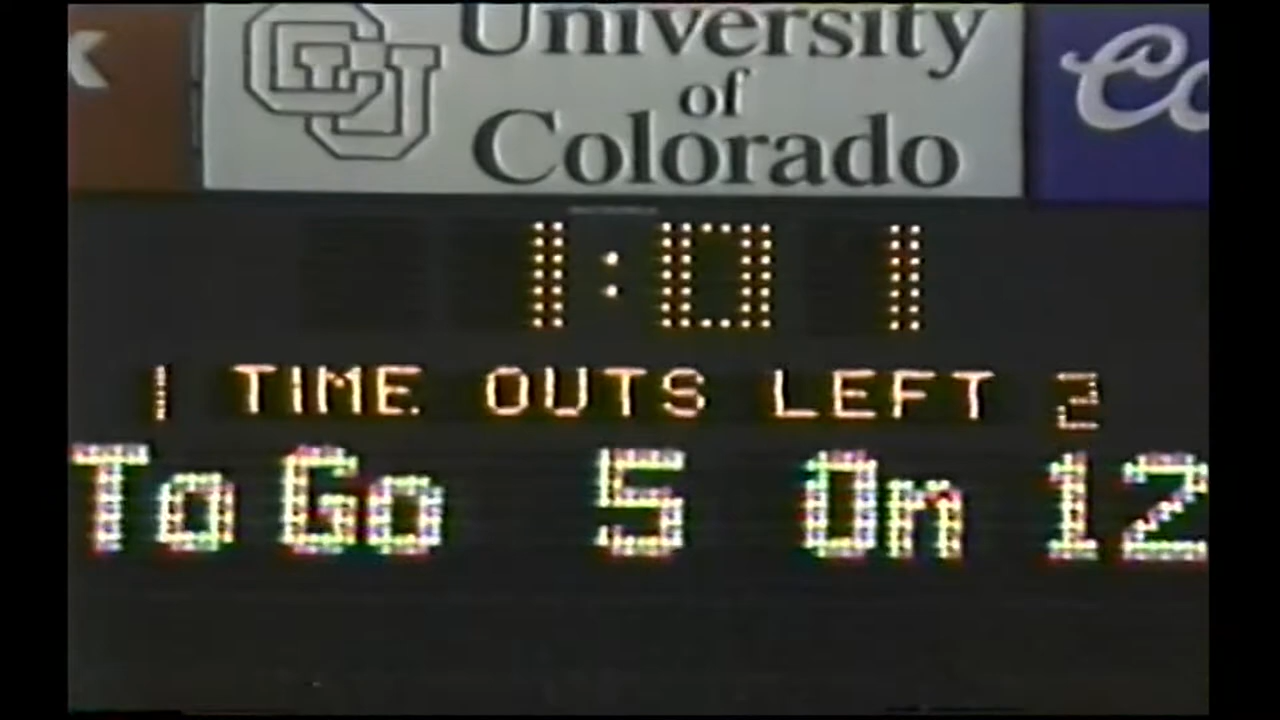 CU
University
of
Colorado
1:01
1 TIME OUTS LEFT 2
To Go 5 On 12